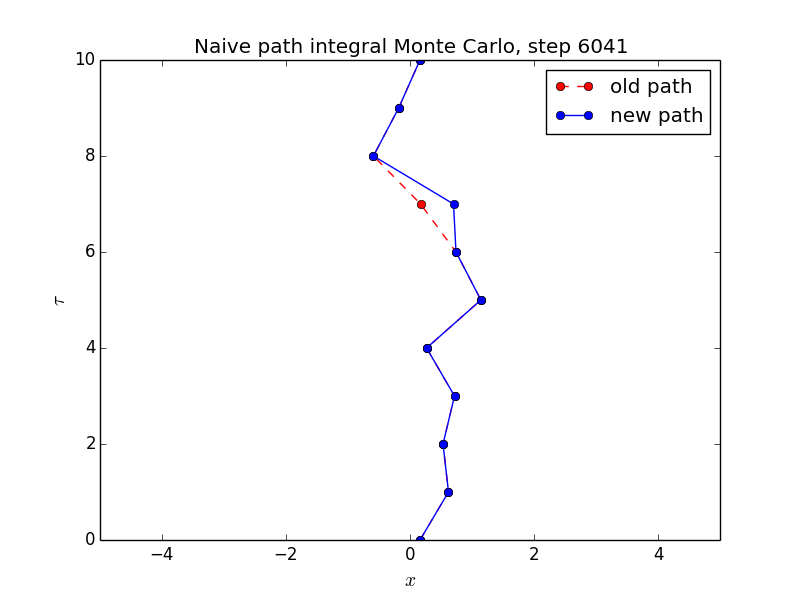 Naive path integral Monte Carlo, step 6041
old path
new path
10
8
6
4
2
0
τ
−4 −2 0 2 4
x